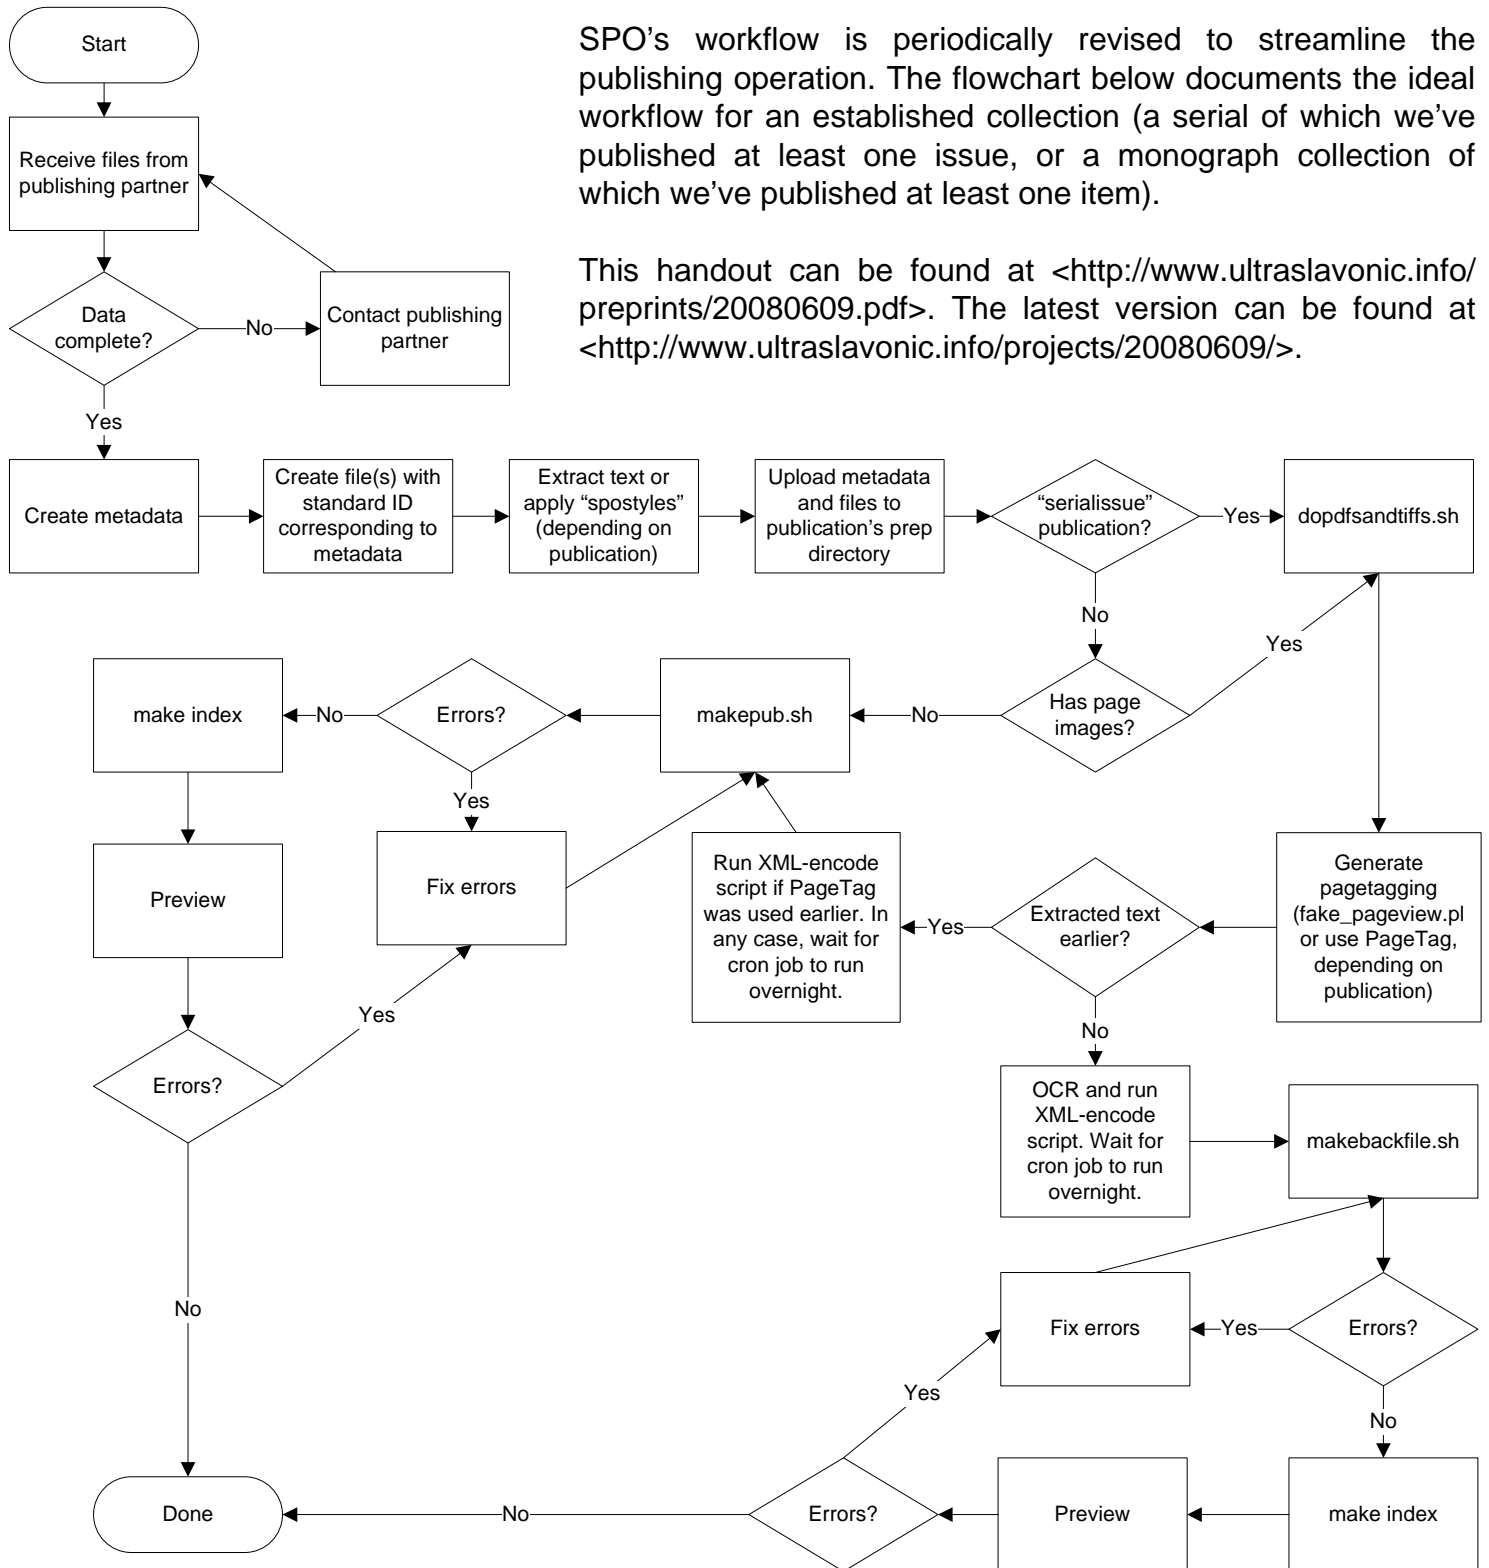 Start
SPO’s workflow is periodically revised to streamline the
publishing operation. The flowchart below documents the ideal
workflow for an established collection (a serial of which we’ve
published at least one issue, or a monograph collection of
which we’ve published at least one item).
This handout can be found at <http://www.ultraslavonic.info/
preprints/20080609.pdf>. The latest version can be found at
<http://www.ultraslavonic.info/projects/20080609/>.
Receive files from
publishing partner
Data
complete?
No
Contact publishing
partner
Yes
Create metadata
Create file(s) with
standard ID
corresponding to
metadata
Extract text or
apply “spostyles”
(depending on
publication)
Upload metadata
and files to
publication’s prep
directory
“serialissue”
publication?
Yes
dopdfsandtiffs.sh
No
Yes
Has page
images?
No
makepub.sh
Errors?
No
make index
Yes
Fix errors
Preview
Errors?
Yes
No
Generate
pagetagging
(fake_pageview.pl
or use PageTag,
depending on
publication)
Extracted text
earlier?
Yes
Run XML-encode
script if PageTag
was used earlier. In
any case, wait for
cron job to run
overnight.
No
OCR and run
XML-encode
script. Wait for
cron job to run
overnight.
makebackfile.sh
Errors?
Yes
Fix errors
No
make index
Preview
Errors?
Yes
No
Done